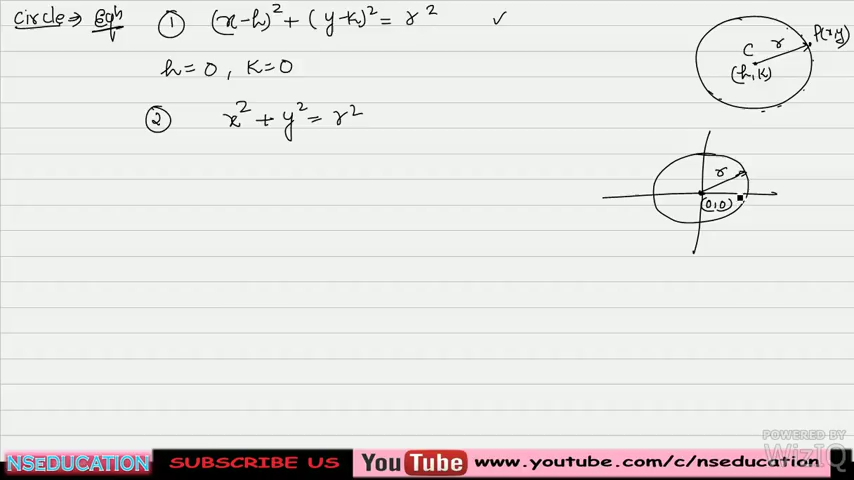 circle ⇒ Eqn ① (x-h)² + (y-k)² = r² ✓
h=0, k=0
② x² + y² = r²
r P(x,y)
C
(h,k)
r
(0,0)
POWERED BY
WizIQ
NSEDUCATION SUBSCRIBE US YouTube www.youtube.com/c/nseducation